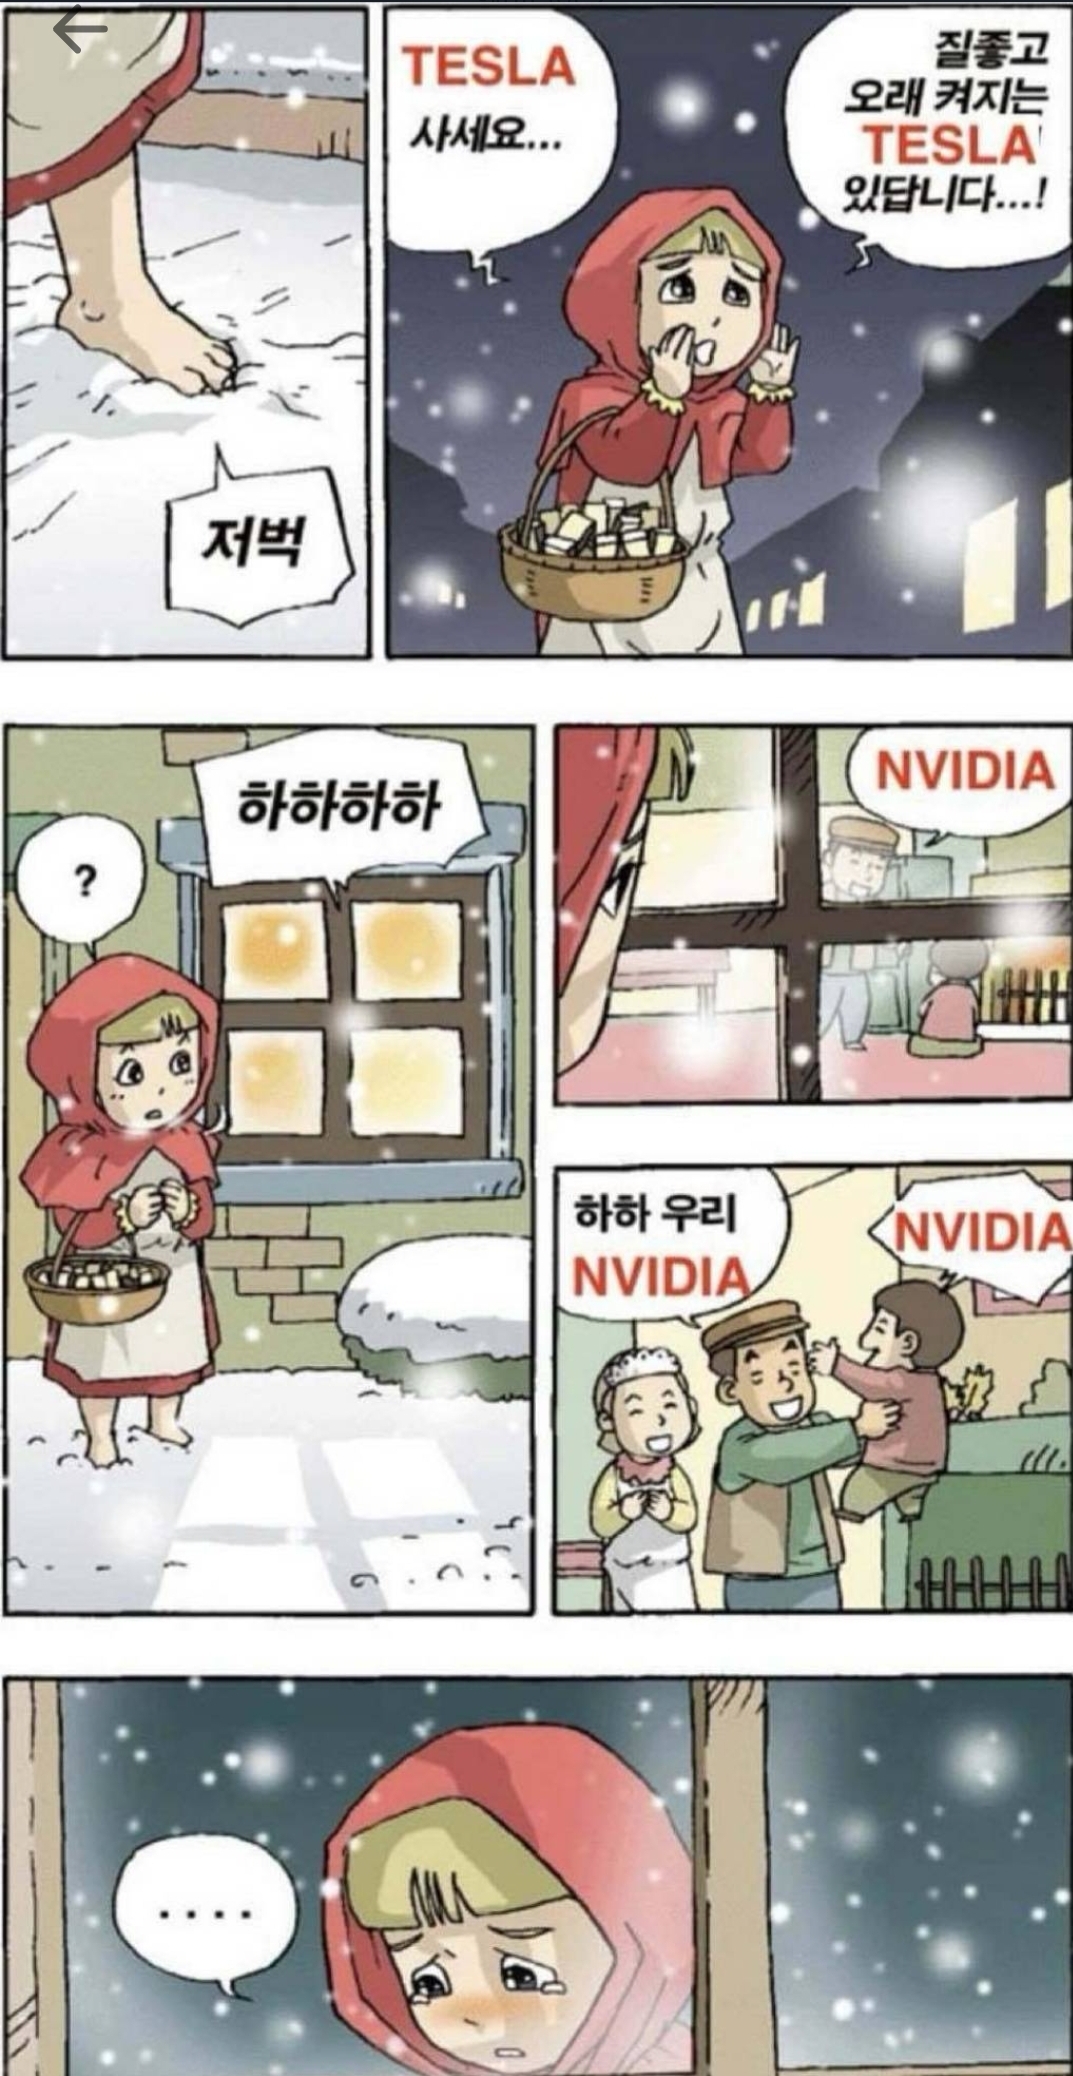 TESLA
사세요...
질좋고
오래 켜지는
TESLA
있답니다...!
저벅
하하하하
?
NVIDIA
하하 우리
NVIDIA
NVIDIA
....